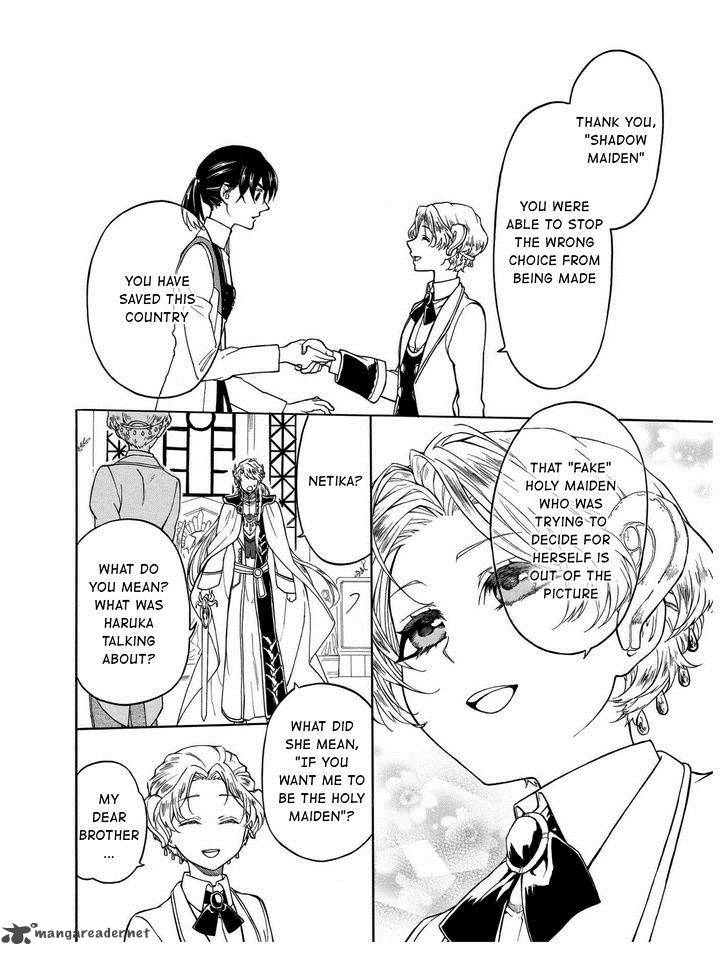 THANK YOU,
"SHADOW
MAIDEN"
YOU WERE
ABLE TO STOP
THE WRONG
CHOICE FROM
BEING MADE
YOU HAVE
SAVED THIS
COUNTRY
THAT "FAKE"
HOLY MAIDEN
WHO WAS
TRYING TO
DECIDE FOR
HERSELF IS
OUT OF THE
PICTURE
NETIKA?
WHAT DO
YOU MEAN?
WHAT WAS
HARUKA
TALKING
ABOUT?
WHAT DID
SHE MEAN,
"IF YOU
WANT ME TO
BE THE HOLY
MAIDEN"?
MY
DEAR
BROTHER
...
mangareader.net